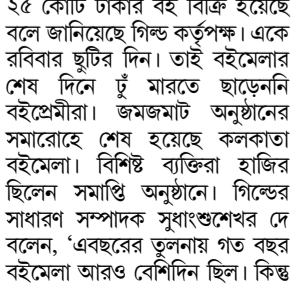 ২৫ কোটি টাকার বই বিক্রি হয়েছে
বলে জানিয়েছে গিল্ড কর্তৃপক্ষ। একে
রবিবার ছুটির দিন। তাই বইমেলার
শেষ দিনে ঢুঁ মারতে ছাড়েননি
বইপ্রেমীরা। জমজমাট অনুষ্ঠানের
সমারোহে শেষ হয়েছে কলকাতা
বইমেলা। বিশিষ্ট ব্যক্তিরা হাজির
ছিলেন সমাপ্তি অনুষ্ঠানে। গিল্ডের
সাধারণ সম্পাদক সুধাংশুশেখর দে
বলেন, ‘এবছরের তুলনায় গত বছর
বইমেলা আরও বেশিদিন ছিল। কিন্তু